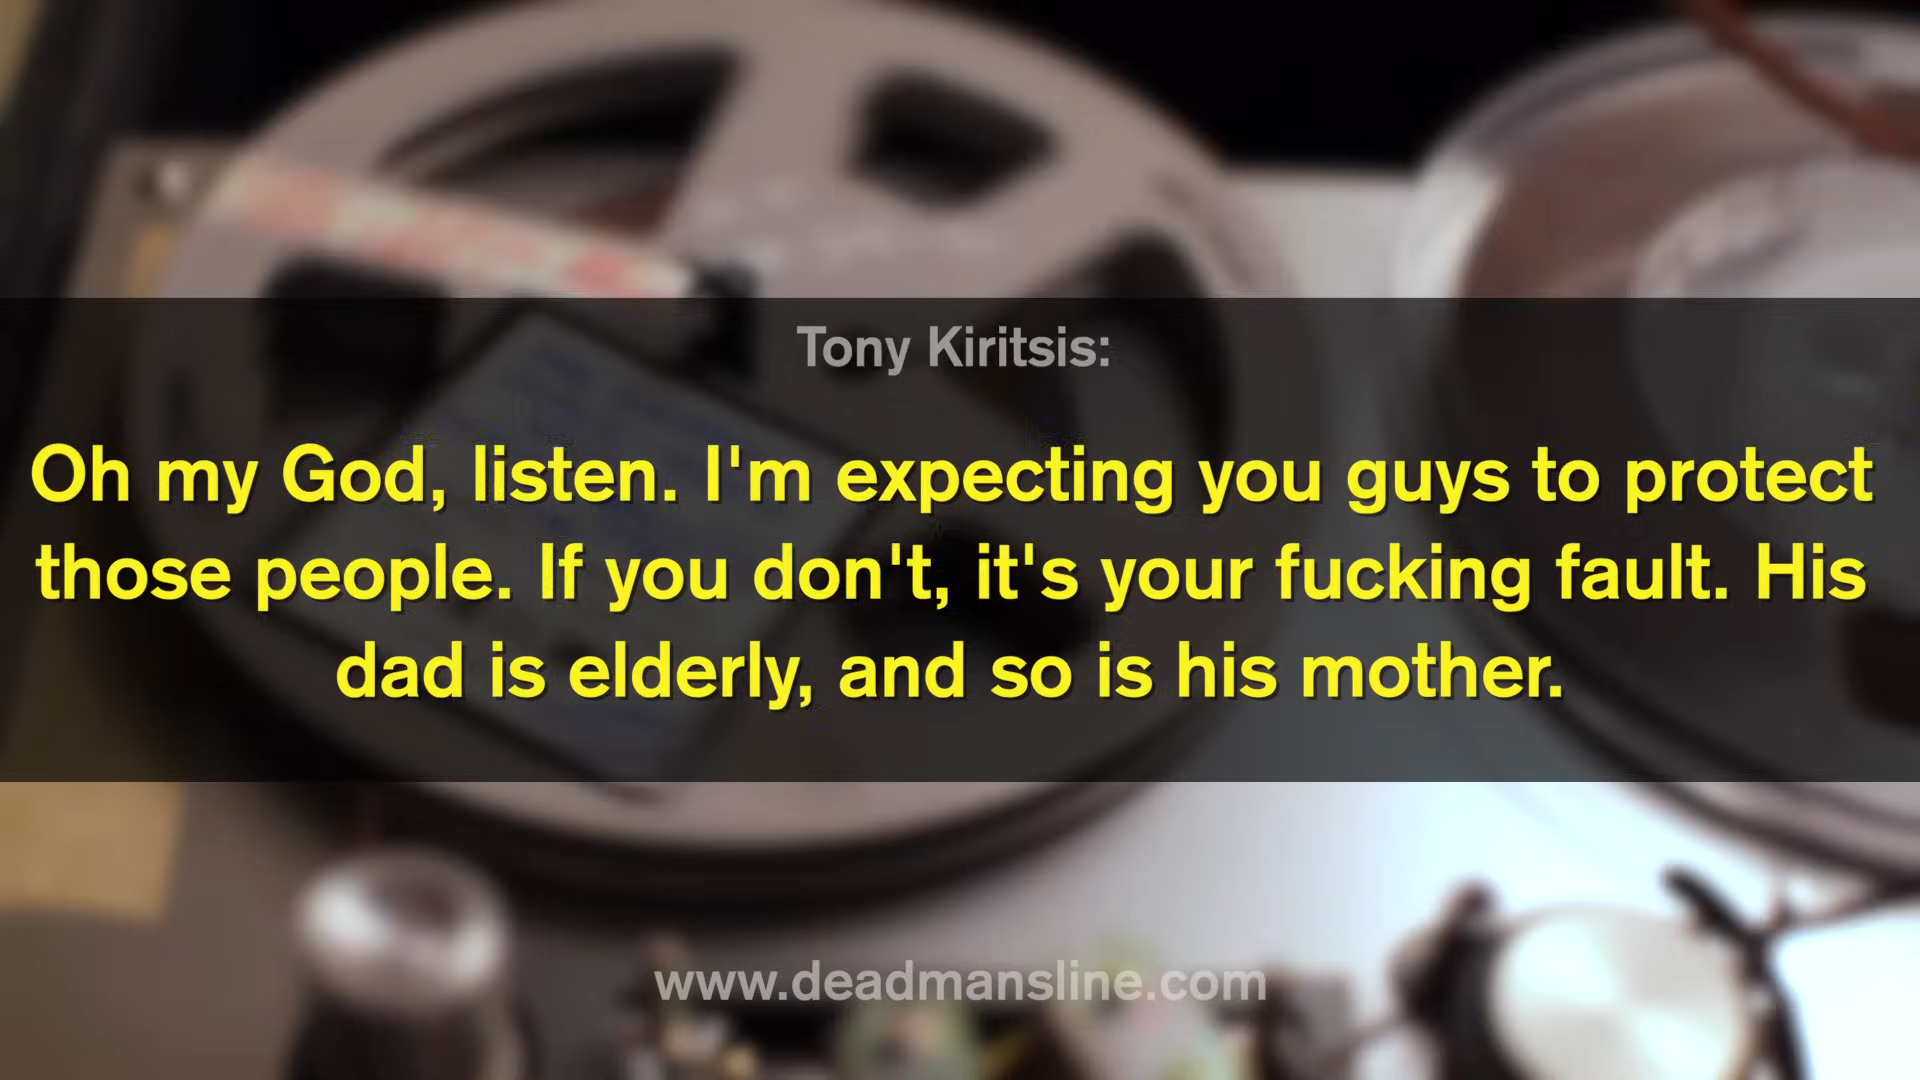 Tony Kiritsis:
Oh my God, listen. I'm expecting you guys to protect
those people. If you don't, it's your fucking fault. His
dad is elderly, and so is his mother.
www.deadmansline.com